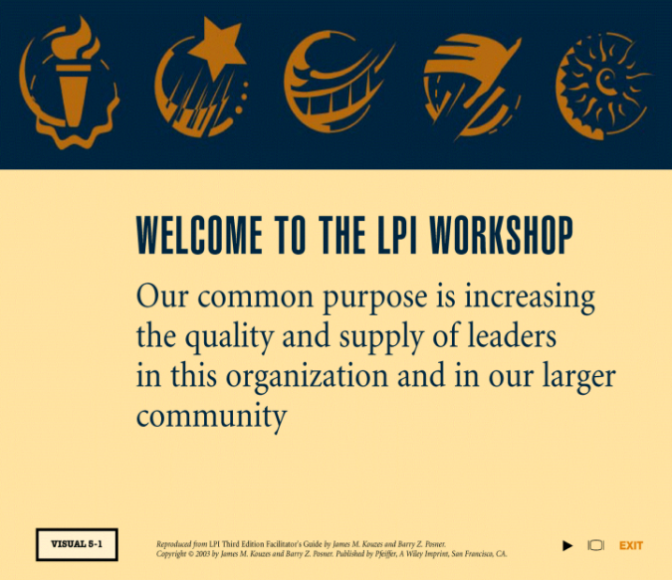 WELCOME TO THE LPI WORKSHOP
Our common purpose is increasing
the quality and supply of leaders
in this organization and in our larger
community
VISUAL 5-1
Reproduced from LPI Third Edition Facilitator's Guide by James M. Kouzes and Barry Z. Posner.
Copyright © 2003 by James M. Kouzes and Barry Z. Posner. Published by Pfeiffer, A Wiley Imprint, San Francisco, CA.
EXIT